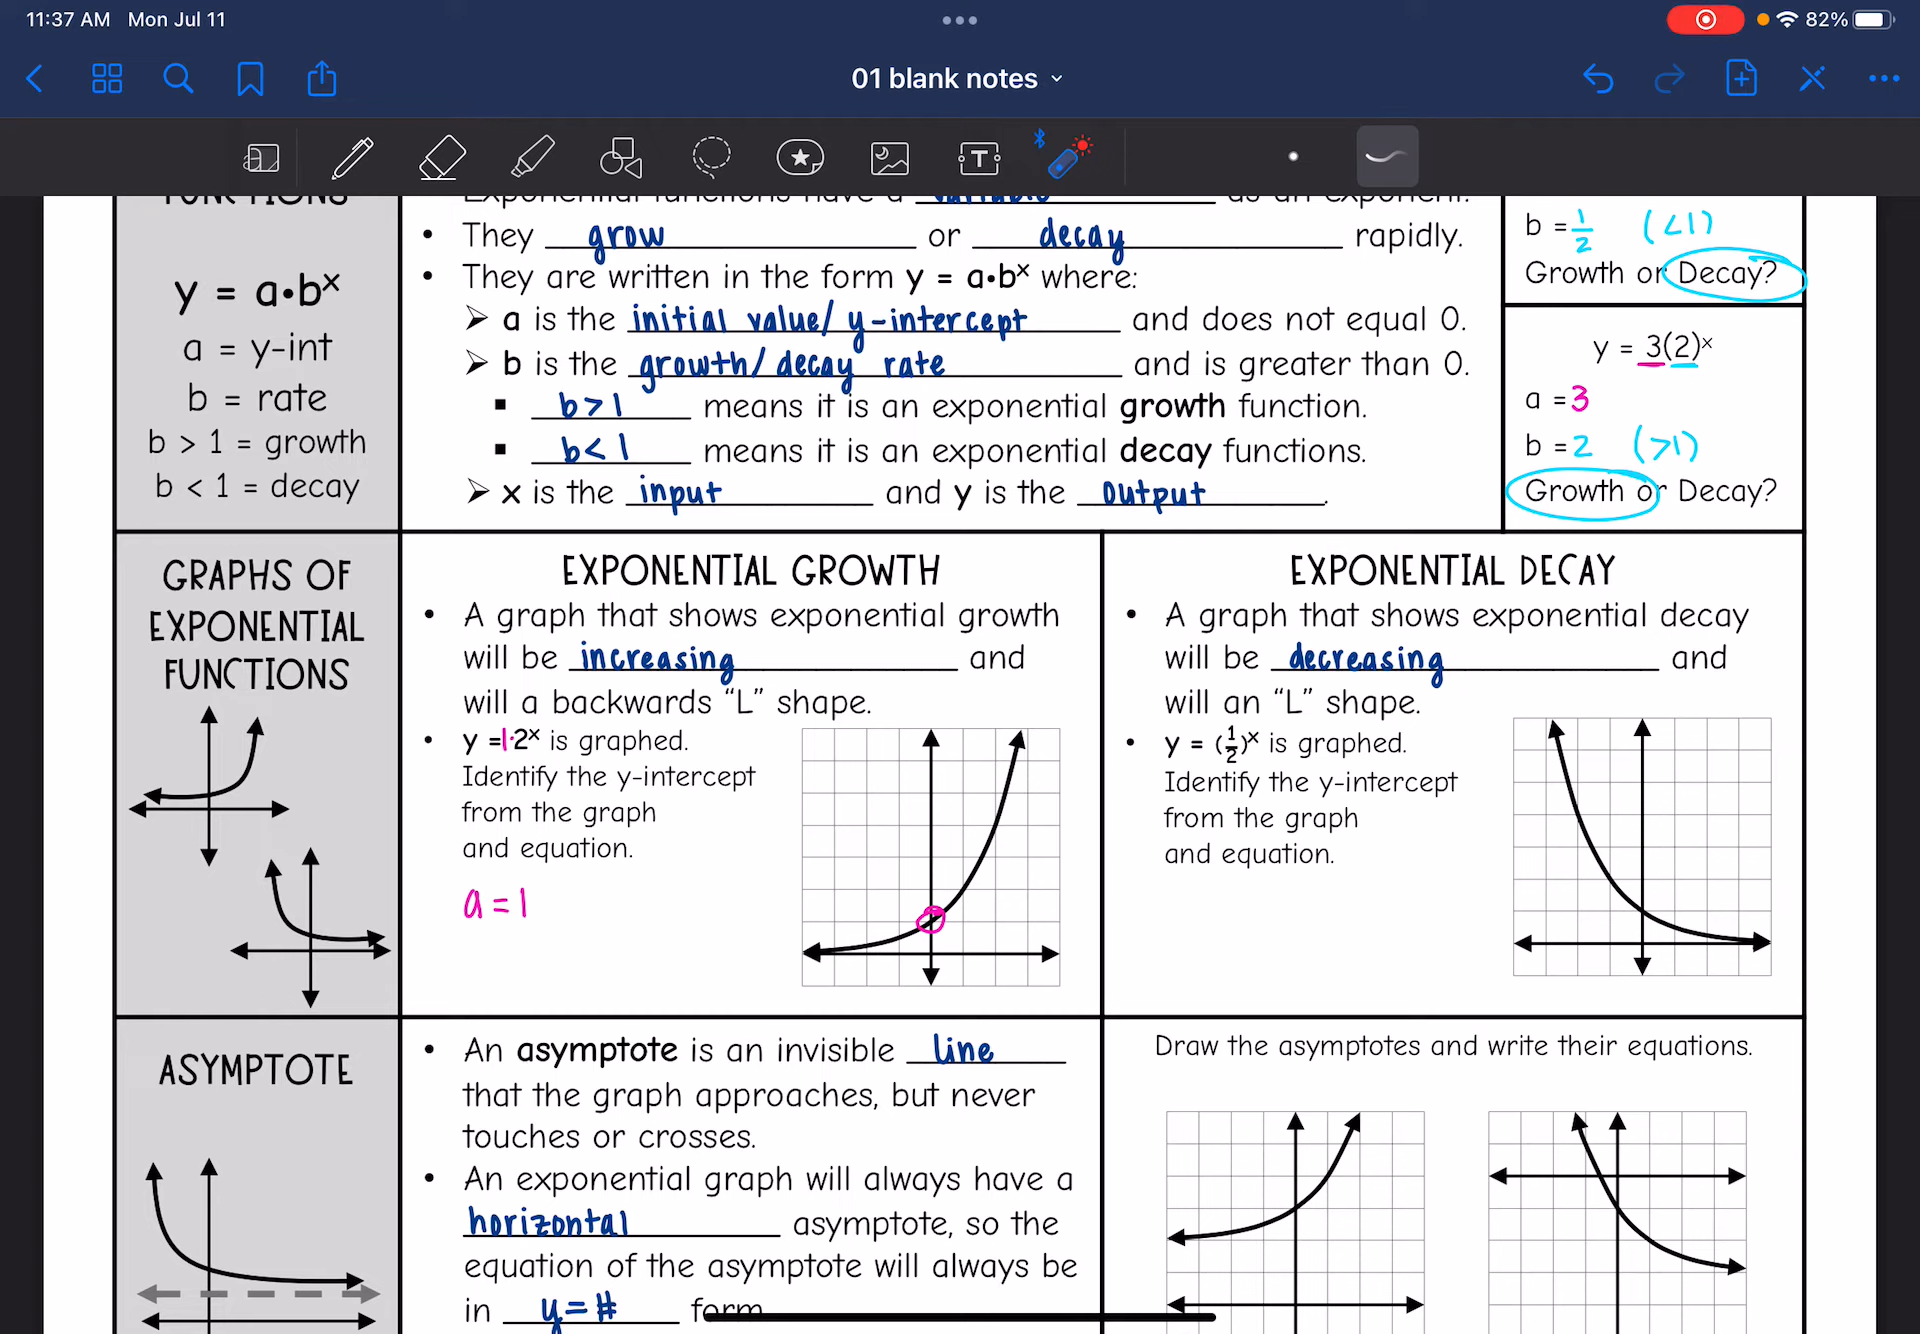 11:37 AM Mon Jul 11
82%
01 blank notes
FUNCTIONS
y = a•bˣ
a = y-int
b = rate
b > 1 = growth
b < 1 = decay
Exponential functions have a variable as an exponent.
• They grow or decay rapidly.
• They are written in the form y = a•bˣ where:
➢ a is the initial value/ y-intercept and does not equal 0.
➢ b is the growth/ decay rate and is greater than 0.
▪ b>1 means it is an exponential growth function.
▪ b<1 means it is an exponential decay functions.
➢ x is the input and y is the output.
b = 1/2 (<1)
Growth or Decay?
y = 3(2)ˣ
a = 3
b = 2 (>1)
Growth or Decay?
GRAPHS OF
EXPONENTIAL
FUNCTIONS
EXPONENTIAL GROWTH
• A graph that shows exponential growth
will be increasing and
will a backwards “L” shape.
• y = 1·2ˣ is graphed.
Identify the y-intercept
from the graph
and equation.
a = 1
EXPONENTIAL DECAY
• A graph that shows exponential decay
will be decreasing and
will an “L” shape.
• y = (1/2)ˣ is graphed.
Identify the y-intercept
from the graph
and equation.
ASYMPTOTE
• An asymptote is an invisible line
that the graph approaches, but never
touches or crosses.
• An exponential graph will always have a
horizontal asymptote, so the
equation of the asymptote will always be
in y=# form
Draw the asymptotes and write their equations.